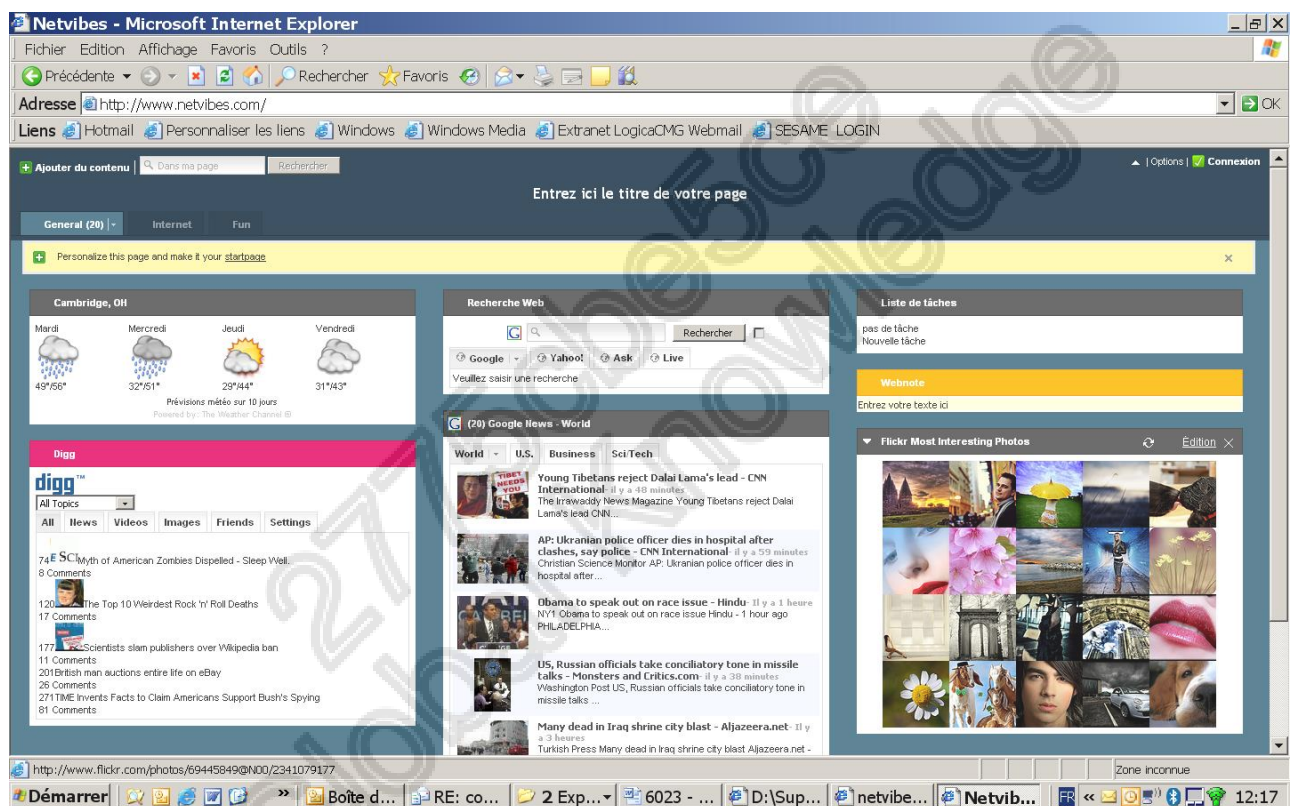 Netvibes - Microsoft Internet Explorer
Fichier Edition Affichage Favoris Outils ?
Précédente Rechercher Favoris
Adresse http://www.netvibes.com/ OK
Liens Hotmail Personnaliser les liens Windows Windows Media Extranet LogicaCMG Webmail SESAME LOGIN
Ajouter du contenu | Dans ma page Rechercher | Options | Connexion
Entrez ici le titre de votre page
General (20) Internet Fun
Personalize this page and make it your startpage
Cambridge, OH
Mardi Mercredi Jeudi Vendredi
49°/56° 32°/51° 29°/44° 31°/43°
Prévisions météo sur 10 jours
Powered by : The Weather Channel ®
Digg
digg™
All Topics
All News Videos Images Friends Settings
74 Myth of American Zombies Dispelled - Sleep Well.
8 Comments
120 The Top 10 Weirdest Rock 'n' Roll Deaths
17 Comments
177 Scientists slam publishers over Wikipedia ban
11 Comments
201British man auctions entire life on eBay
26 Comments
271TIME Invents Facts to Claim Americans Support Bush's Spying
81 Comments
Recherche Web
G Rechercher
Google Yahoo! Ask Live
Veuillez saisir une recherche
G (20) Google News - World
World U.S. Business Sci/Tech
TIBET NEEDS YOU
Young Tibetans reject Dalai Lama's lead - CNN
International- il y a 48 minutes
The Irrawaddy News Magazine Young Tibetans reject Dalai
Lama's lead CNN...
AP: Ukranian police officer dies in hospital after
clashes, say police - CNN International- il y a 59 minutes
Christian Science Monitor AP: Ukranian police officer dies in
hospital after...
Obama to speak out on race issue - Hindu- Il y a 1 heure
NY1 Obama to speak out on race issue Hindu - 1 hour ago
PHILADELPHIA...
US, Russian officials take conciliatory tone in missile
talks - Monsters and Critics.com- il y a 38 minutes
Washington Post US, Russian officials take conciliatory tone in
missile talks ...
Many dead in Iraq shrine city blast - Aljazeera.net- Il y
a 3 heures
Turkish Press Many dead in Iraq shrine city blast Aljazeera.net -
Liste de tâches
pas de tâche
Nouvelle tâche
Webnote
Entrez votre texte ici
Flickr Most Interesting Photos Édition
http://www.flickr.com/photos/69445849@N00/2341079177 Zone inconnue
Démarrer » Boîte d... RE: co... 2 Exp... 6023 - ... D:\Sup... netvibe... Netvib... FR « 12:17